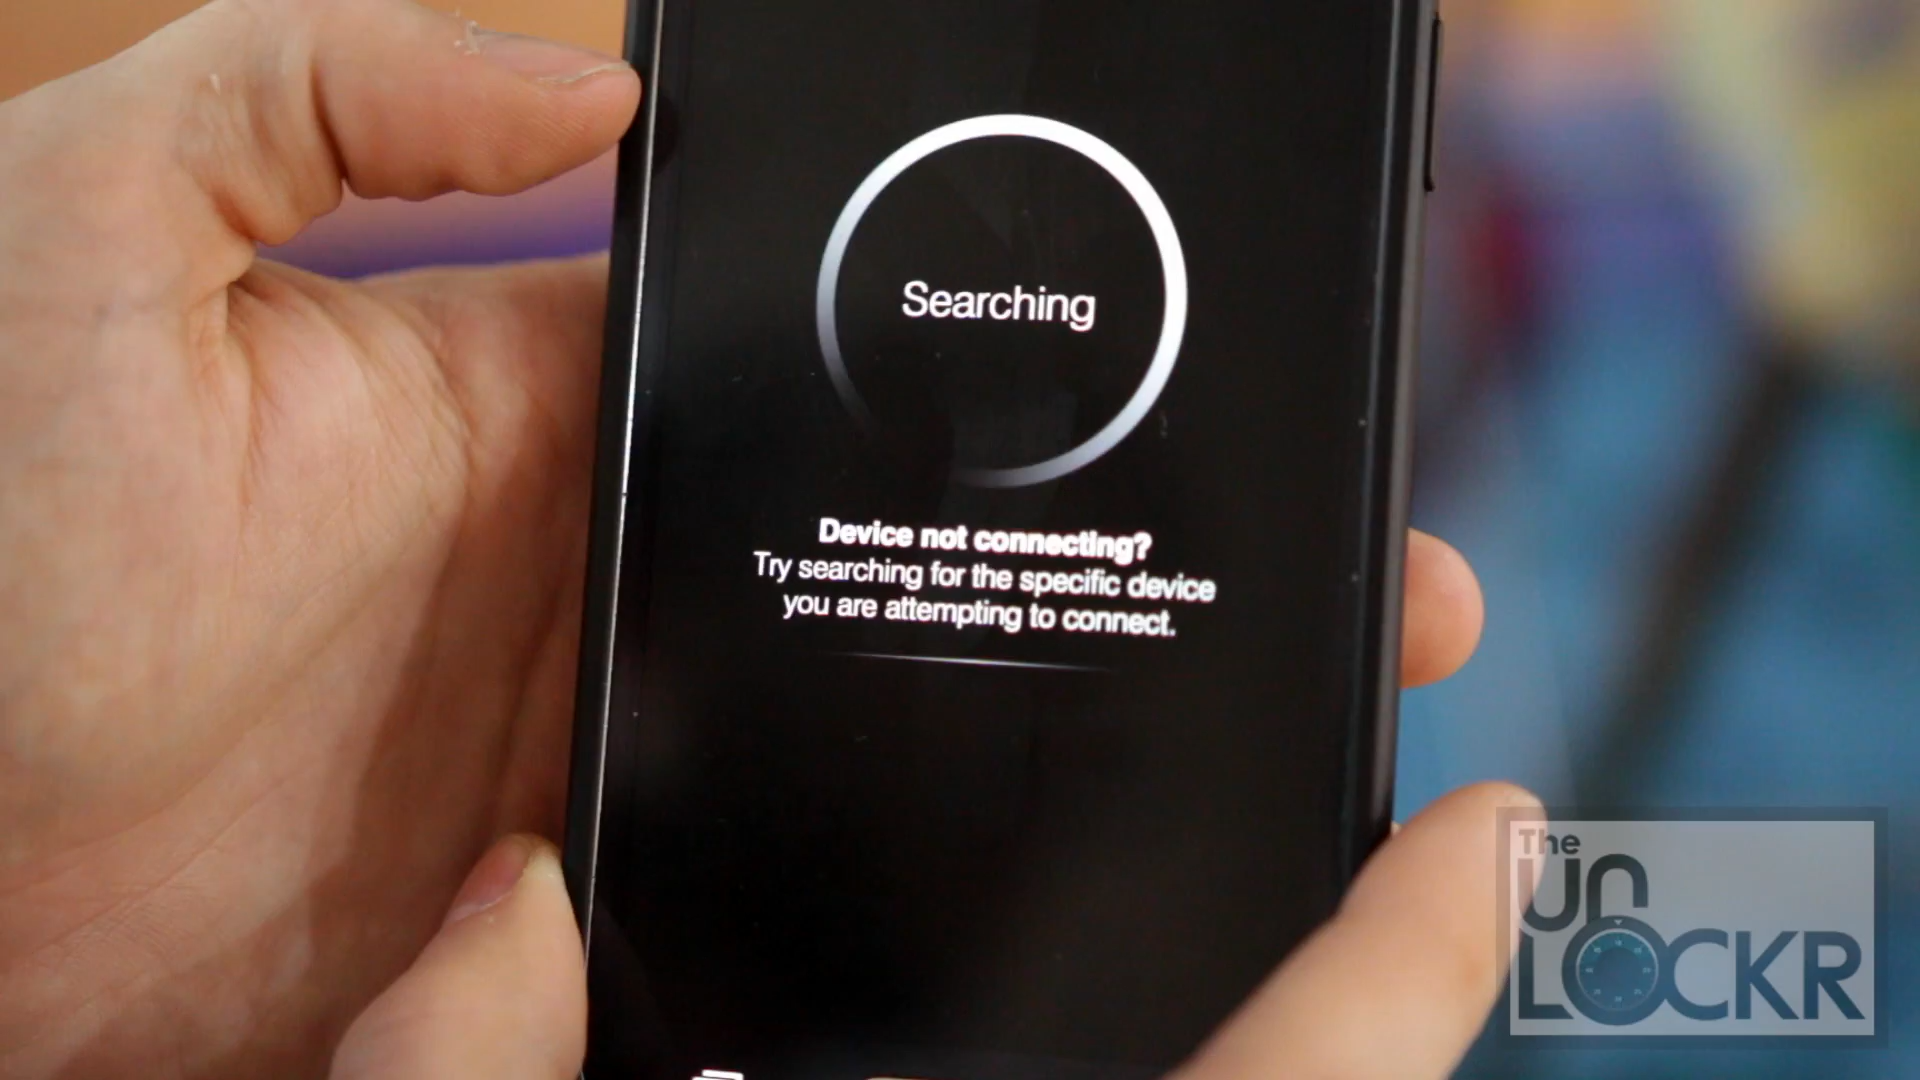 Searching
Device not connecting?
Try searching for the specific device
you are attempting to connect.
The
UnLOCKR